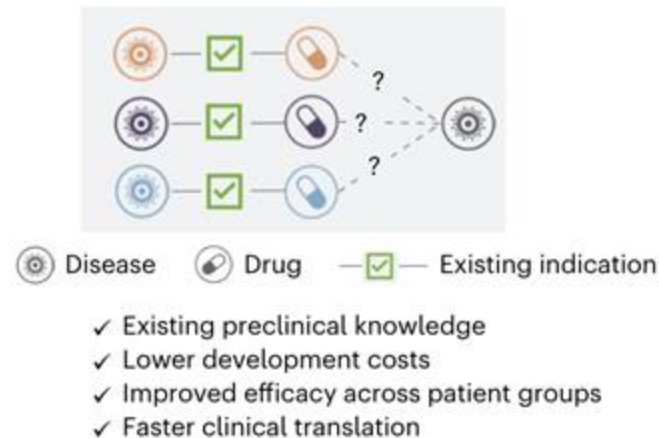 ?
?
?
Disease Drug Existing indication
✓ Existing preclinical knowledge
✓ Lower development costs
✓ Improved efficacy across patient groups
✓ Faster clinical translation